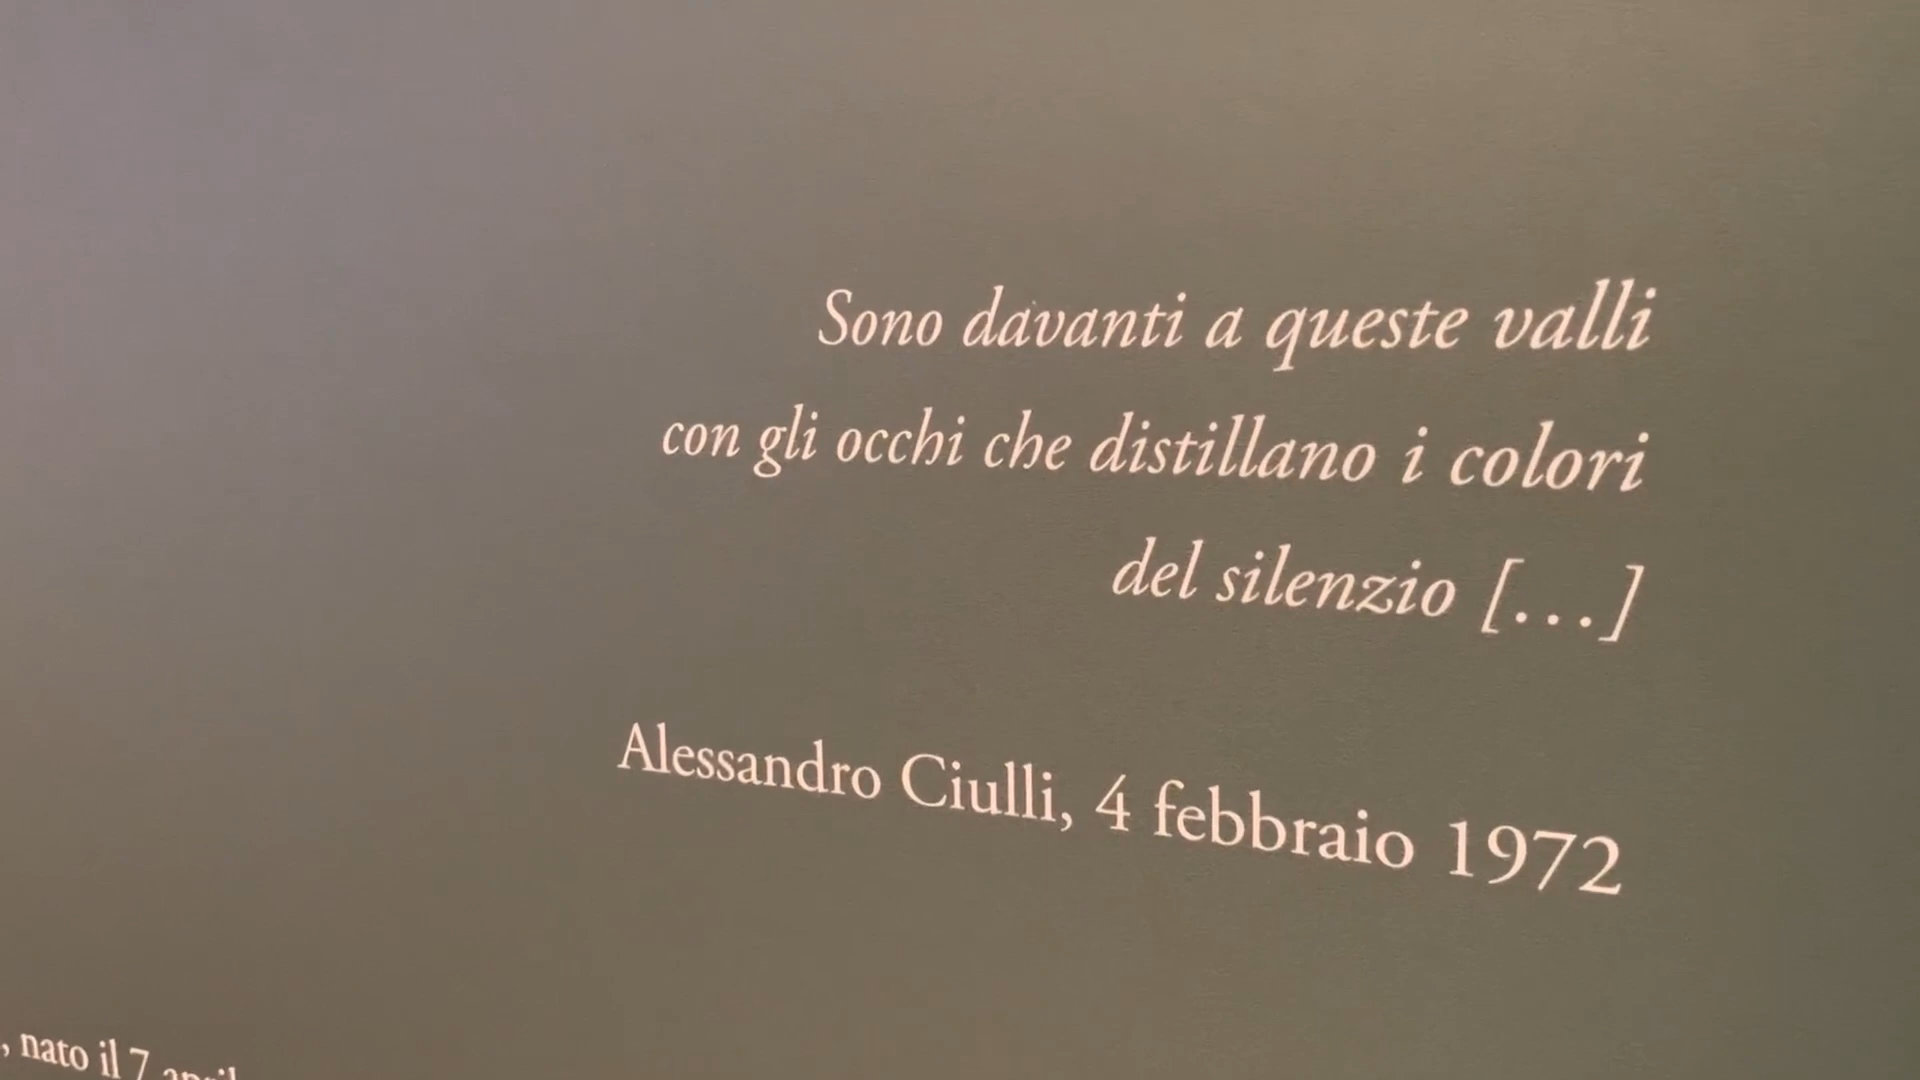 Sono davanti a queste valli
con gli occhi che distillano i colori
del silenzio [...]
Alessandro Ciulli, 4 febbraio 1972
, nato il 7